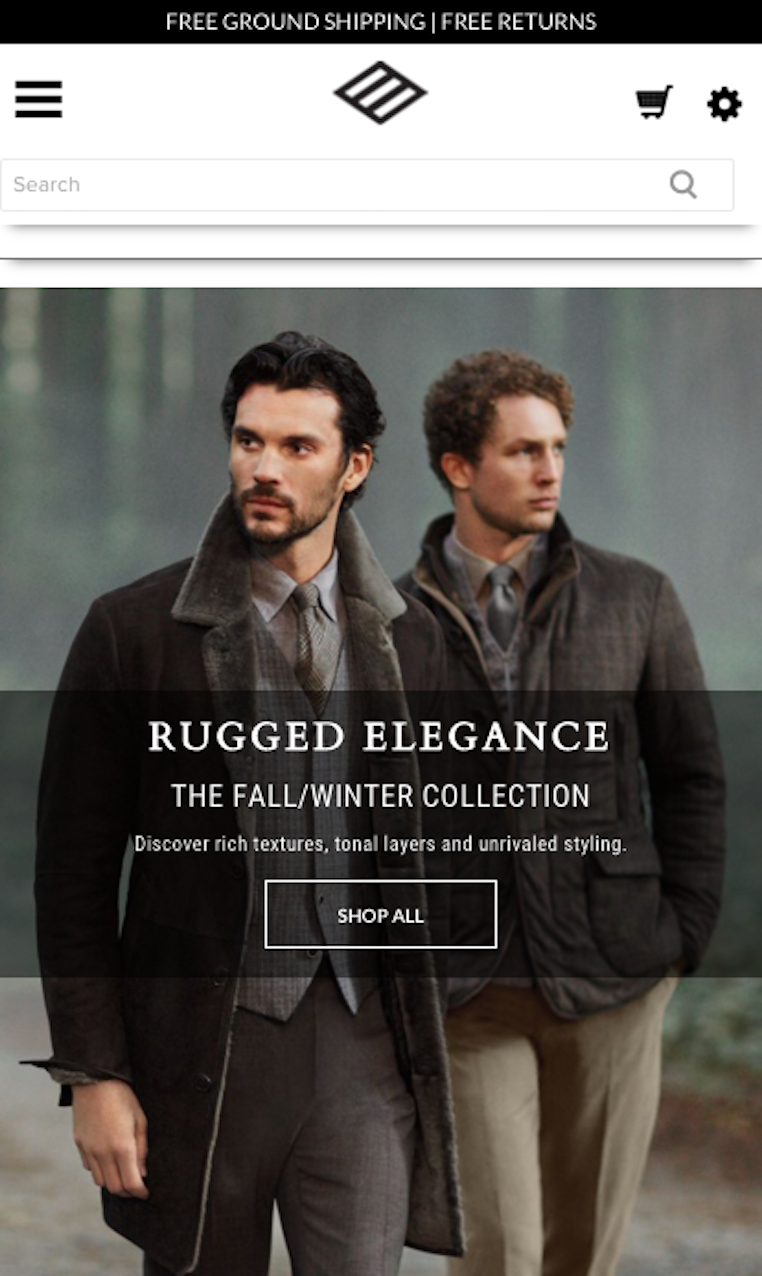 FREE GROUND SHIPPING | FREE RETURNS
Search
RUGGED ELEGANCE
THE FALL/WINTER COLLECTION
Discover rich textures, tonal layers and unrivaled styling.
SHOP ALL